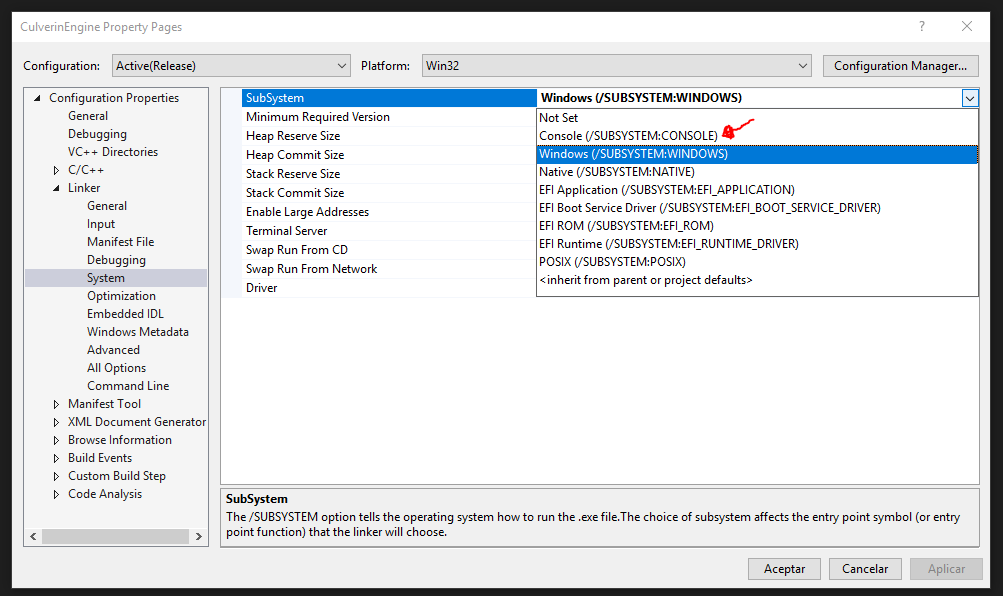 CulverinEngine Property Pages
?
Configuration: Active(Release) Platform: Win32 Configuration Manager...
Configuration Properties
General
Debugging
VC++ Directories
C/C++
Linker
General
Input
Manifest File
Debugging
System
Optimization
Embedded IDL
Windows Metadata
Advanced
All Options
Command Line
Manifest Tool
XML Document Generator
Browse Information
Build Events
Custom Build Step
Code Analysis
SubSystem
Minimum Required Version
Heap Reserve Size
Heap Commit Size
Stack Reserve Size
Stack Commit Size
Enable Large Addresses
Terminal Server
Swap Run From CD
Swap Run From Network
Driver
Windows (/SUBSYSTEM:WINDOWS)
Not Set
Console (/SUBSYSTEM:CONSOLE)
Windows (/SUBSYSTEM:WINDOWS)
Native (/SUBSYSTEM:NATIVE)
EFI Application (/SUBSYSTEM:EFI_APPLICATION)
EFI Boot Service Driver (/SUBSYSTEM:EFI_BOOT_SERVICE_DRIVER)
EFI ROM (/SUBSYSTEM:EFI_ROM)
EFI Runtime (/SUBSYSTEM:EFI_RUNTIME_DRIVER)
POSIX (/SUBSYSTEM:POSIX)
<inherit from parent or project defaults>
SubSystem
The /SUBSYSTEM option tells the operating system how to run the .exe file.The choice of subsystem affects the entry point symbol (or entry
point function) that the linker will choose.
Aceptar Cancelar Aplicar